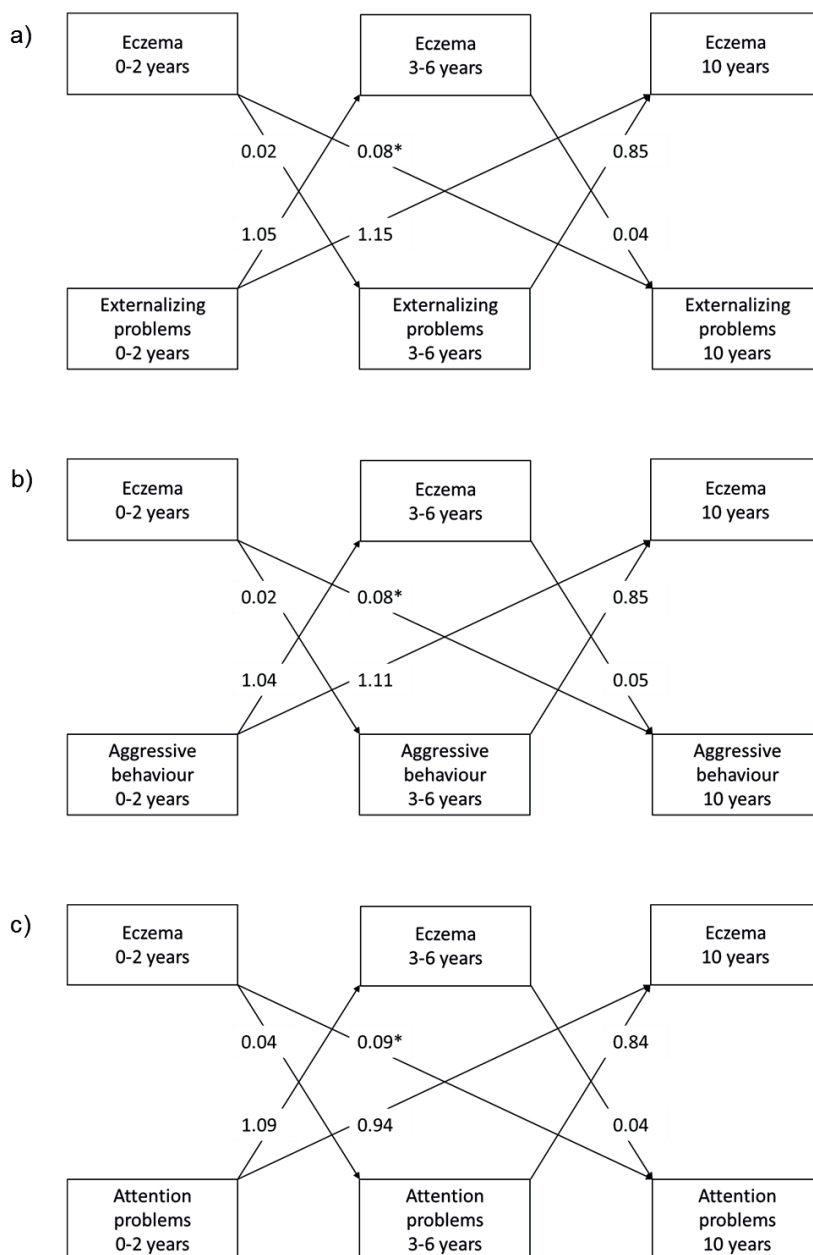 a)
Eczema
0-2 years
Eczema
3-6 years
Eczema
10 years
0.02
0.08*
0.85
1.05
1.15
0.04
Externalizing
problems
0-2 years
Externalizing
problems
3-6 years
Externalizing
problems
10 years
b)
Eczema
0-2 years
Eczema
3-6 years
Eczema
10 years
0.02
0.08*
0.85
1.04
1.11
0.05
Aggressive
behaviour
0-2 years
Aggressive
behaviour
3-6 years
Aggressive
behaviour
10 years
c)
Eczema
0-2 years
Eczema
3-6 years
Eczema
10 years
0.04
0.09*
0.84
1.09
0.94
0.04
Attention
problems
0-2 years
Attention
problems
3-6 years
Attention
problems
10 years